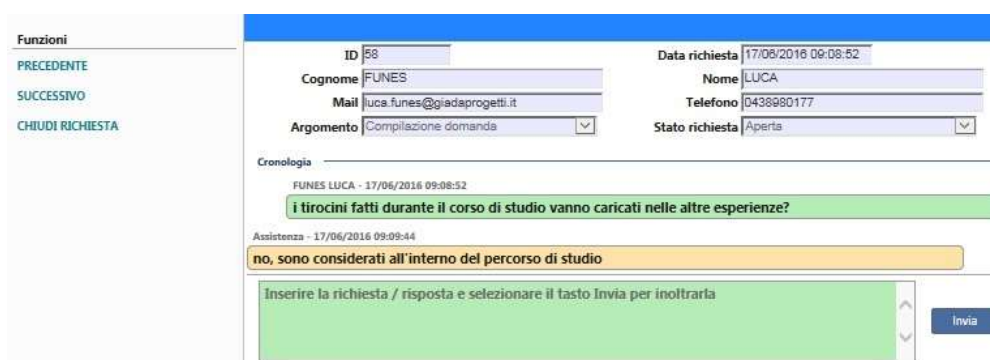 Funzioni
PRECEDENTE
SUCCESSIVO
CHIUDI RICHIESTA
ID 58 Data richiesta 17/06/2016 09:08:52
Cognome FUNES Nome LUCA
Mail luca.funes@giadaprogetti.it Telefono 0438980177
Argomento Compilazione domanda Stato richiesta Aperta
Cronologia
FUNES LUCA - 17/06/2016 09:08:52
i tirocini fatti durante il corso di studio vanno caricati nelle altre esperienze?
Assistenza - 17/06/2016 09:09:44
no, sono considerati all'interno del percorso di studio
Inserire la richiesta / risposta e selezionare il tasto Invia per inoltrarla
Invia